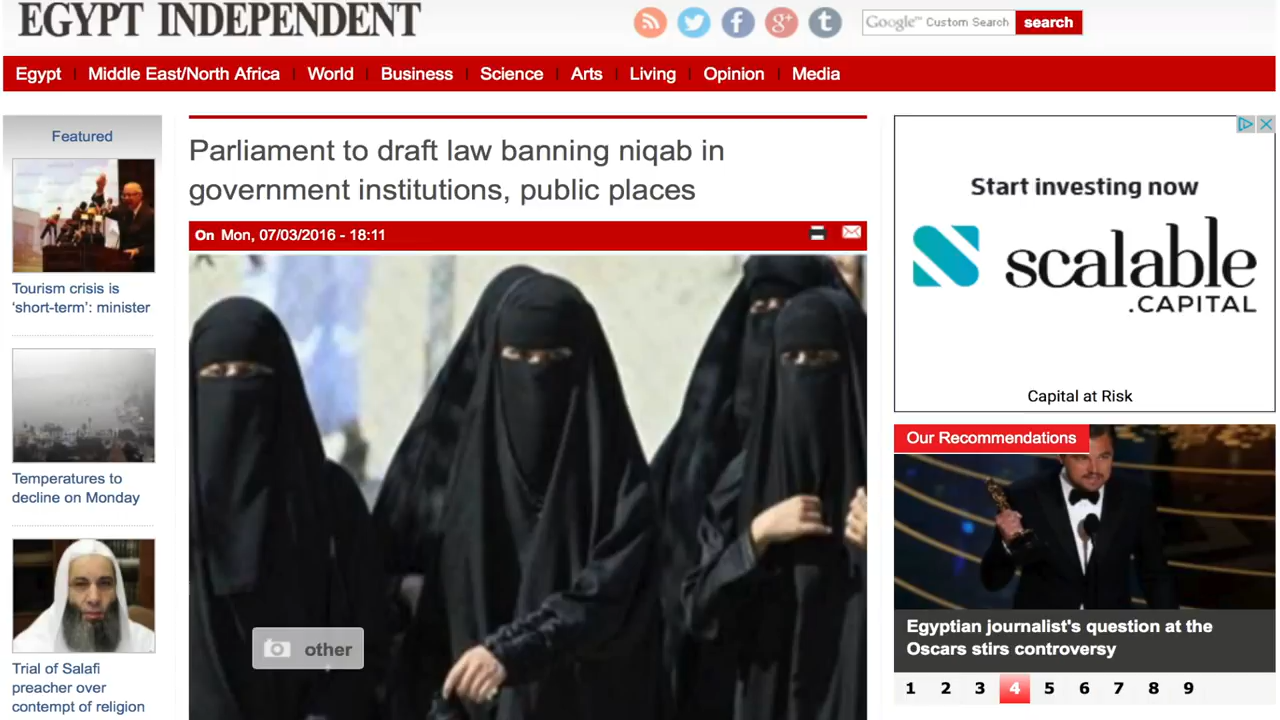 EGYPT INDEPENDENT
Google™ Custom Search
search
Egypt
Middle East/North Africa
World
Business
Science
Arts
Living
Opinion
Media
Featured
Tourism crisis is
‘short-term’: minister
Temperatures to
decline on Monday
Trial of Salafi
preacher over
contempt of religion
Parliament to draft law banning niqab in
government institutions, public places
On Mon, 07/03/2016 - 18:11
other
Start investing now
scalable
.CAPITAL
Capital at Risk
Our Recommendations
Egyptian journalist's question at the
Oscars stirs controversy
1 2 3 4 5 6 7 8 9